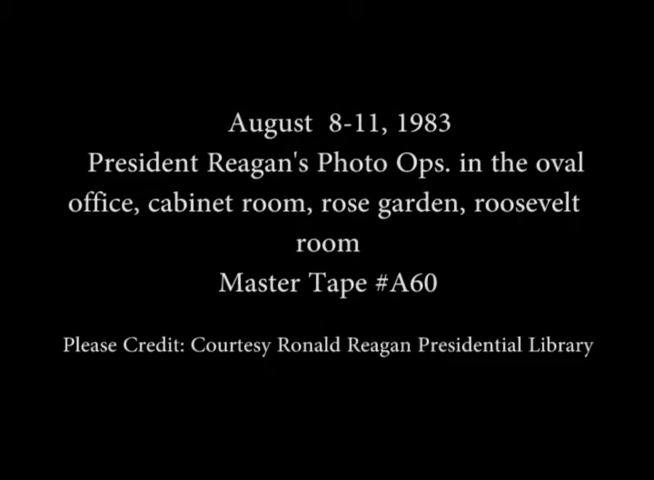 August 8-11, 1983
President Reagan's Photo Ops. in the oval
office, cabinet room, rose garden, roosevelt
room
Master Tape #A60
Please Credit: Courtesy Ronald Reagan Presidential Library